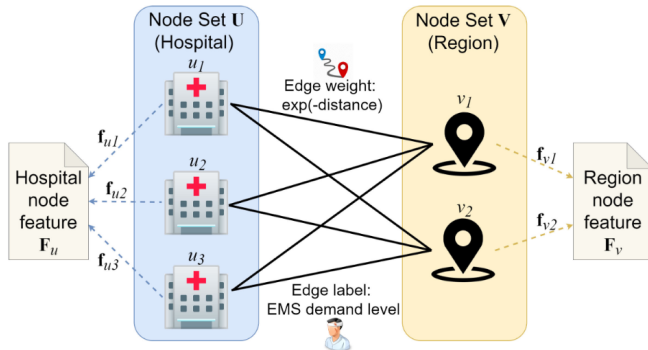 Node Set U
(Hospital)
Node Set V
(Region)
u1
u2
u3
Edge weight:
exp(-distance)
v1
v2
fu1
fu2
fu3
Hospital
node
feature
Fu
fv1
fv2
Region
node
feature
Fv
Edge label:
EMS demand level